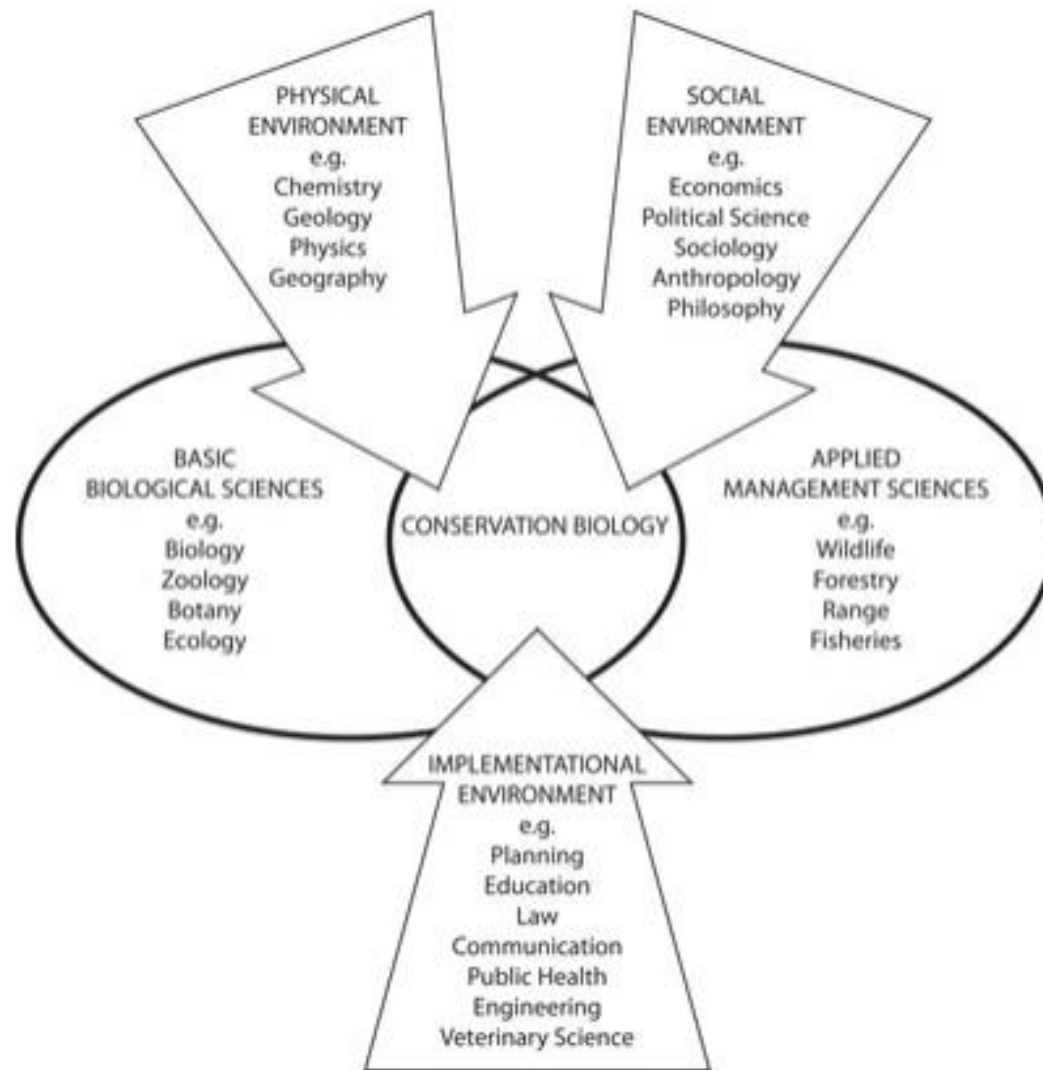 PHYSICAL
ENVIRONMENT
e.g.
Chemistry
Geology
Physics
Geography
SOCIAL
ENVIRONMENT
e.g.
Economics
Political Science
Sociology
Anthropology
Philosophy
BASIC
BIOLOGICAL SCIENCES
e.g.
Biology
Zoology
Botany
Ecology
CONSERVATION BIOLOGY
APPLIED
MANAGEMENT SCIENCES
e.g.
Wildlife
Forestry
Range
Fisheries
IMPLEMENTATIONAL
ENVIRONMENT
e.g.
Planning
Education
Law
Communication
Public Health
Engineering
Veterinary Science